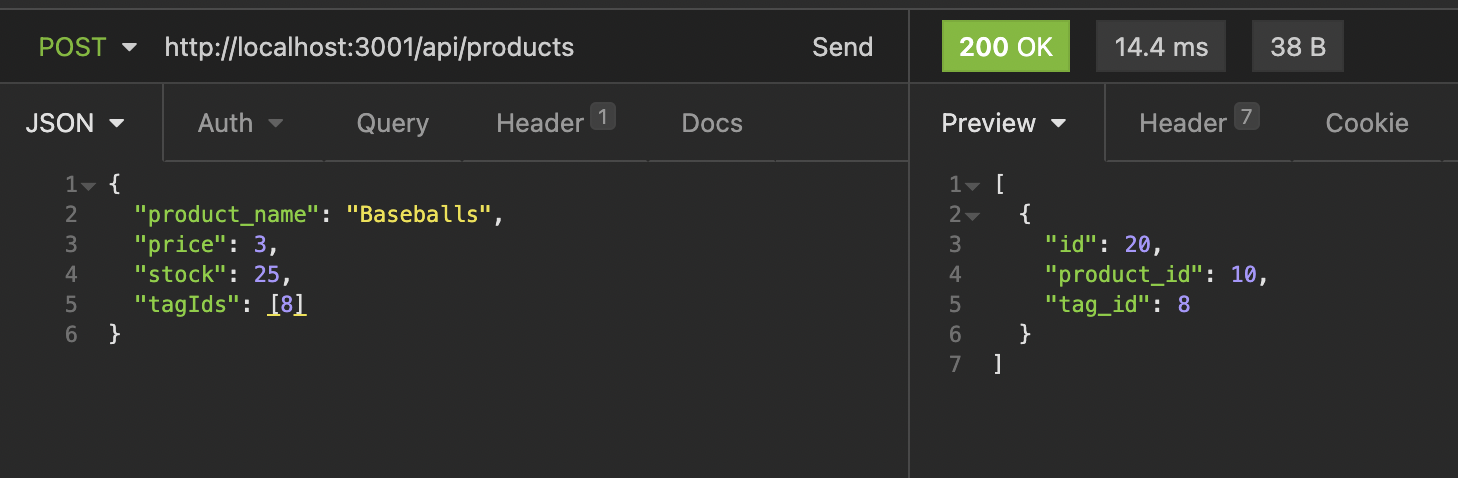 POST http://localhost:3001/api/products Send 200 OK 14.4 ms 38 B
JSON Auth Query Header 1 Docs Preview Header 7 Cookie
1 {
2 "product_name": "Baseballs",
3 "price": 3,
4 "stock": 25,
5 "tagIds": [8]
6 }
1 [
2 {
3 "id": 20,
4 "product_id": 10,
5 "tag_id": 8
6 }
7 ]